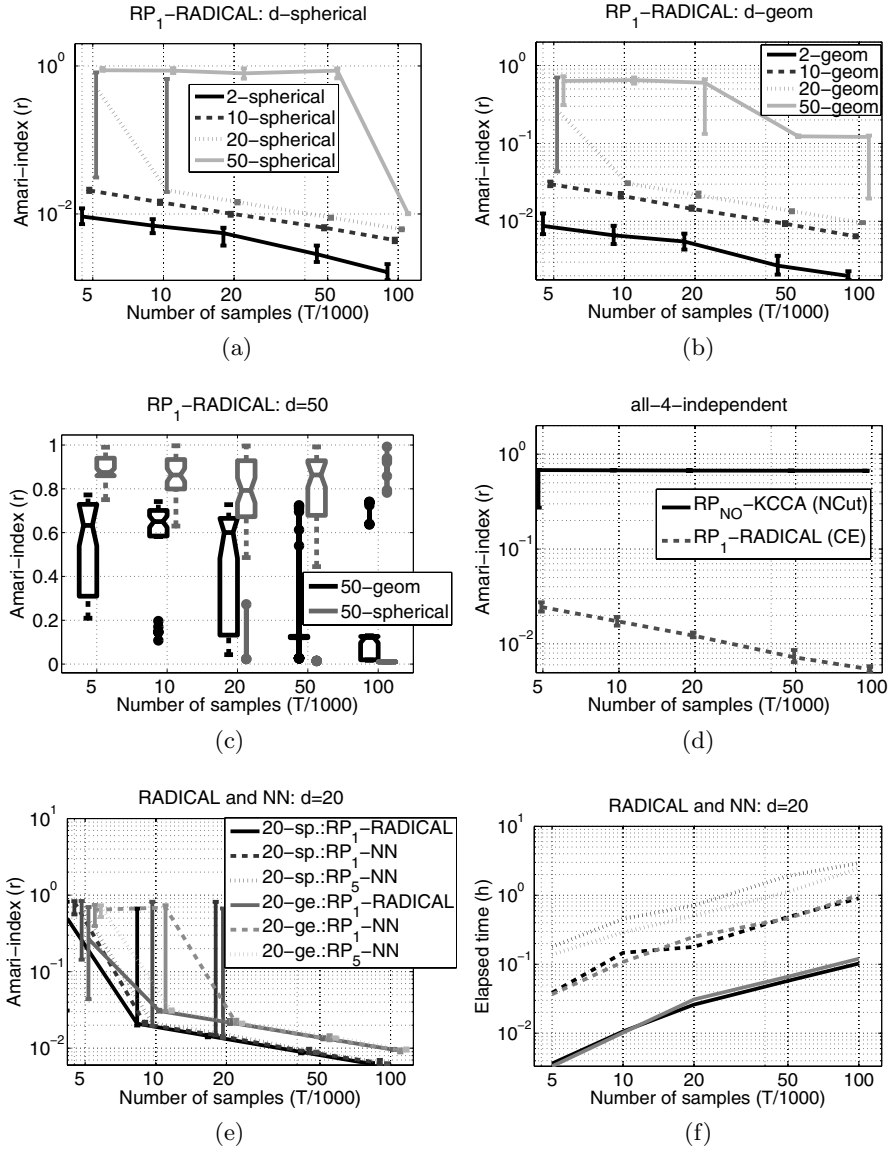 RP1−RADICAL: d−spherical
Amari−index (r)
10^0
10^−2
2−spherical
10−spherical
20−spherical
50−spherical
5 10 20 50 100
Number of samples (T/1000)
(a)
RP1−RADICAL: d−geom
Amari−index (r)
10^0
10^−1
10^−2
2−geom
10−geom
20−geom
50−geom
5 10 20 50 100
Number of samples (T/1000)
(b)
RP1−RADICAL: d=50
Amari−index (r)
1
0.8
0.6
0.4
0.2
0
50−geom
50−spherical
5 10 20 50 100
Number of samples (T/1000)
(c)
all−4−independent
Amari−index (r)
10^0
10^−1
10^−2
RPNO−KCCA (NCut)
RP1−RADICAL (CE)
5 10 20 50 100
Number of samples (T/1000)
(d)
RADICAL and NN: d=20
Amari−index (r)
10^1
10^0
10^−1
10^−2
20−sp.:RP1−RADICAL
20−sp.:RP1−NN
20−sp.:RP5−NN
20−ge.:RP1−RADICAL
20−ge.:RP1−NN
20−ge.:RP5−NN
5 10 20 50 100
Number of samples (T/1000)
(e)
RADICAL and NN: d=20
Elapsed time (h)
10^1
10^0
10^−1
10^−2
5 10 20 50 100
Number of samples (T/1000)
(f)